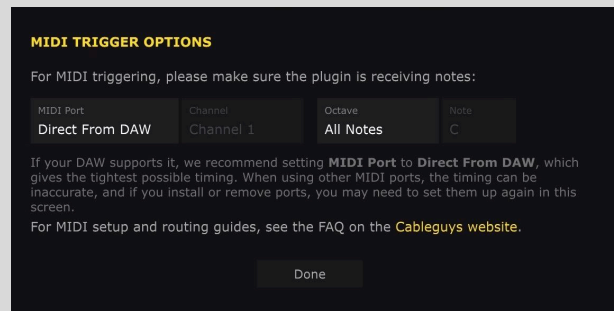 MIDI TRIGGER OPTIONS
For MIDI triggering, please make sure the plugin is receiving notes:
MIDI Port Channel Octave Note
Direct From DAW Channel 1 All Notes C
If your DAW supports it, we recommend setting MIDI Port to Direct From DAW, which
gives the tightest possible timing. When using other MIDI ports, the timing can be
inaccurate, and if you install or remove ports, you may need to set them up again in this
screen.
For MIDI setup and routing guides, see the FAQ on the Cableguys website.
Done